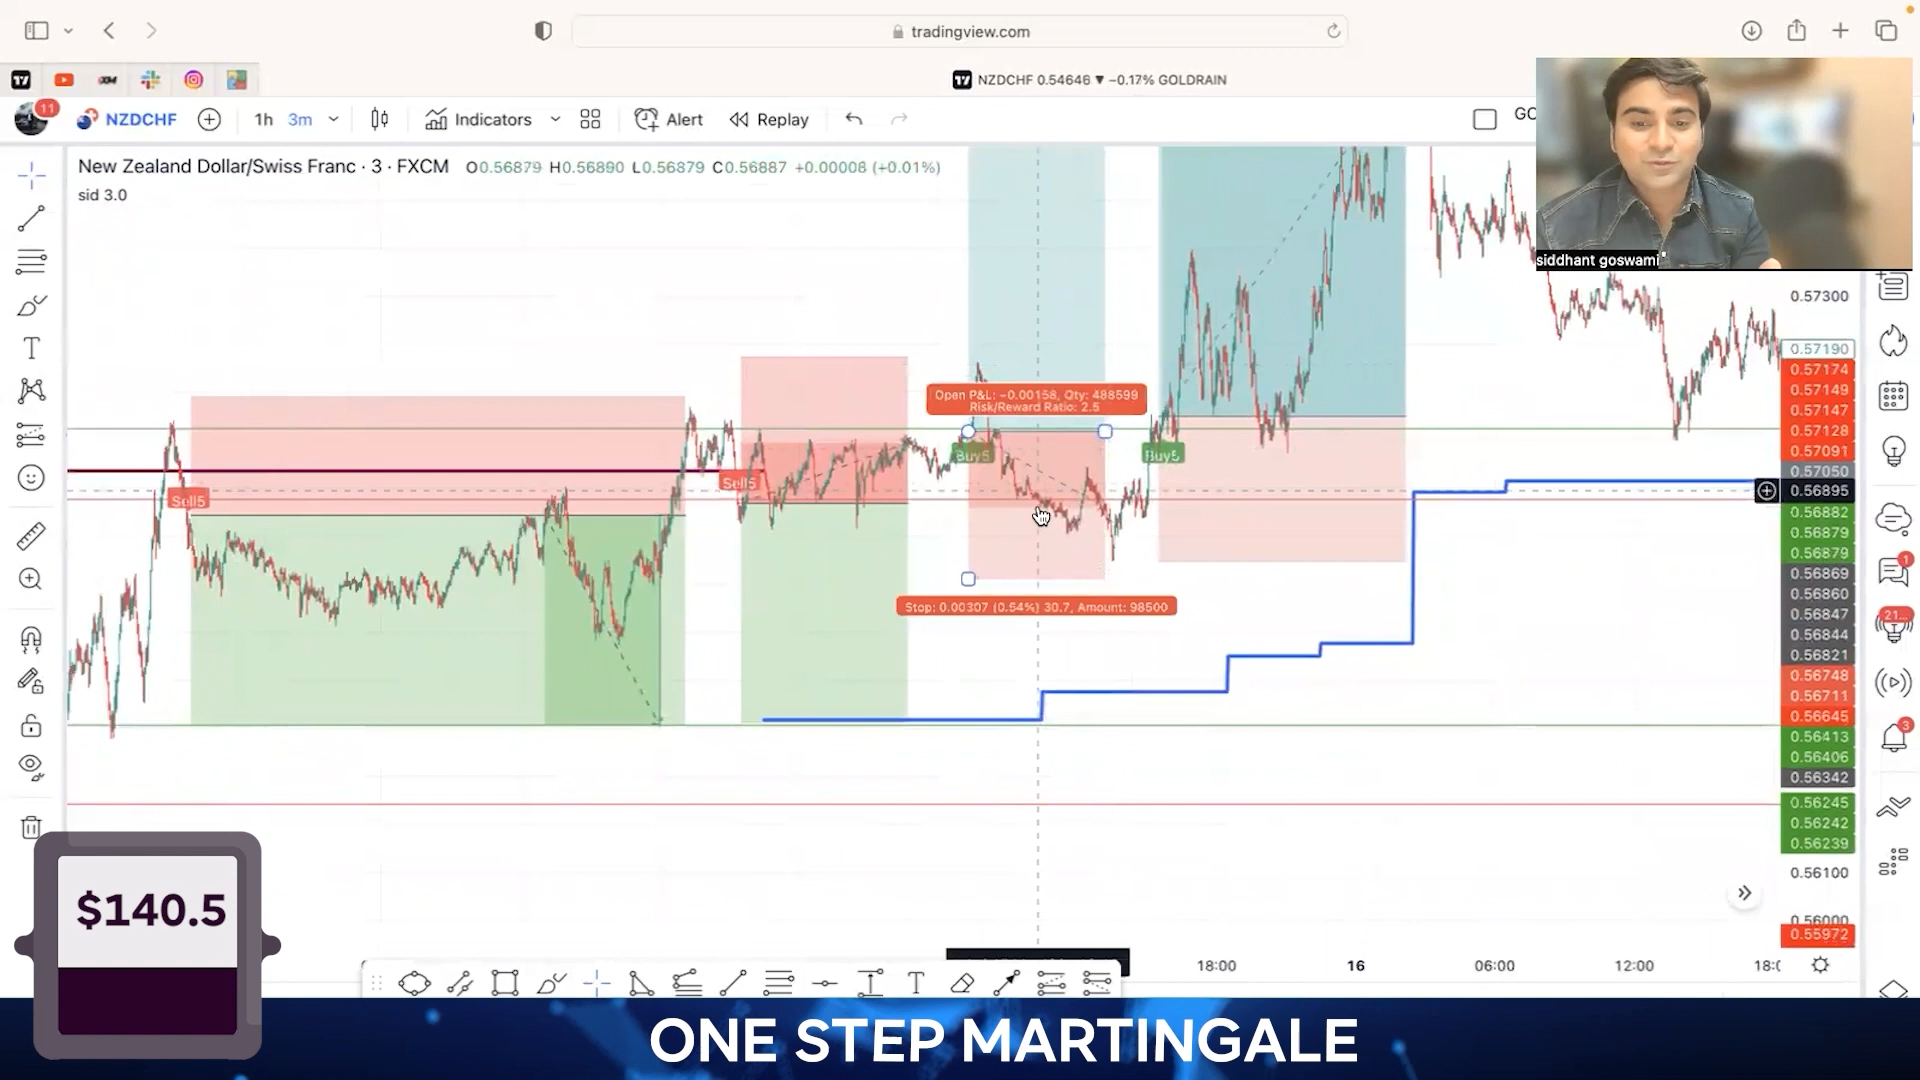 tradingview.com
NZDCHF 0.54646 ▼ −0.17% GOLDRAIN
11
NZDCHF
1h
3m
Indicators
Alert
Replay
New Zealand Dollar/Swiss Franc · 3 · FXCM O0.56879 H0.56890 L0.56879 C0.56887 +0.00008 (+0.01%)
sid 3.0
siddhant goswami
Open P&L: −0.00158, Qty: 488599
Risk/Reward Ratio: 2.5
Sell5
Sell5
Buy5
Buy5
Stop: 0.00307 (0.54%) 30.7, Amount: 98500
0.57300
0.57190
0.57174
0.57149
0.57147
0.57128
0.57091
0.57050
0.56895
0.56882
0.56879
0.56879
0.56869
0.56860
0.56847
0.56844
0.56821
0.56748
0.56711
0.56645
0.56413
0.56406
0.56342
0.56245
0.56242
0.56239
0.56100
0.56000
0.55972
1
21...
3
18:00
16
06:00
12:00
$140.5
ONE STEP MARTINGALE